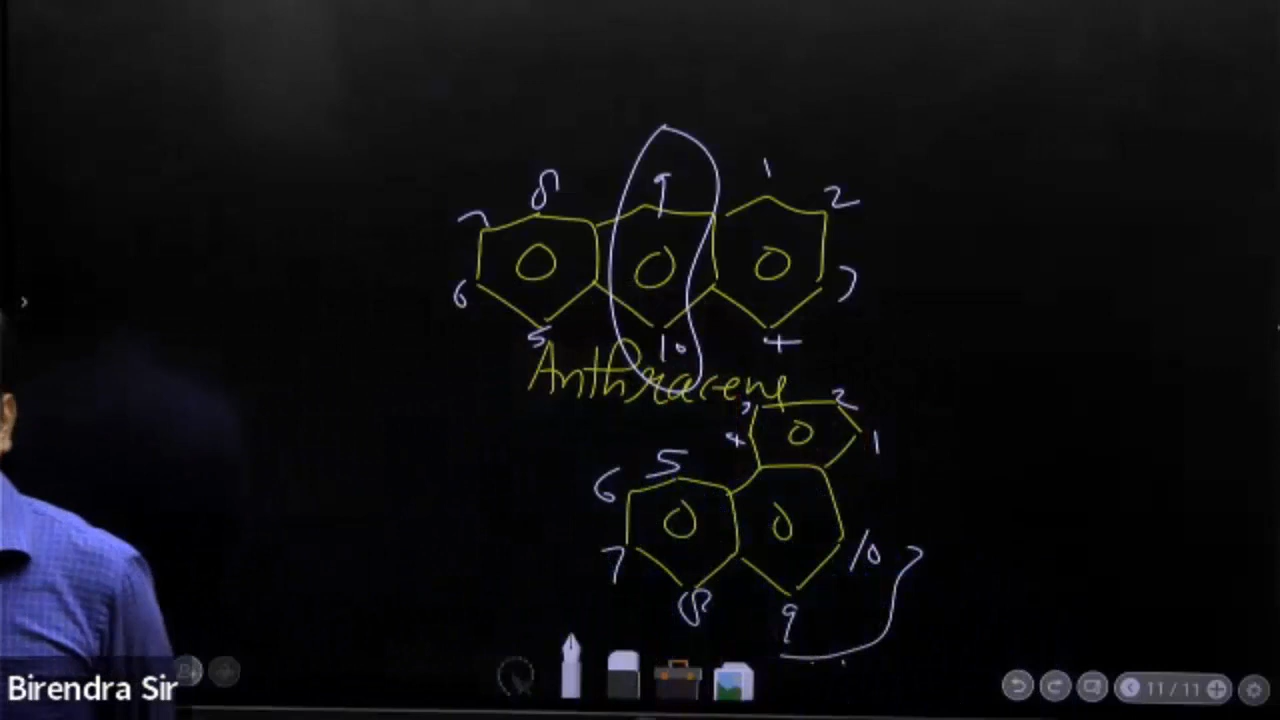 8 9 1
7 2
6 3
5 10 4
Anthracene
3 2
4 1
5
6
7 10
8 9
Birendra Sir
11/11